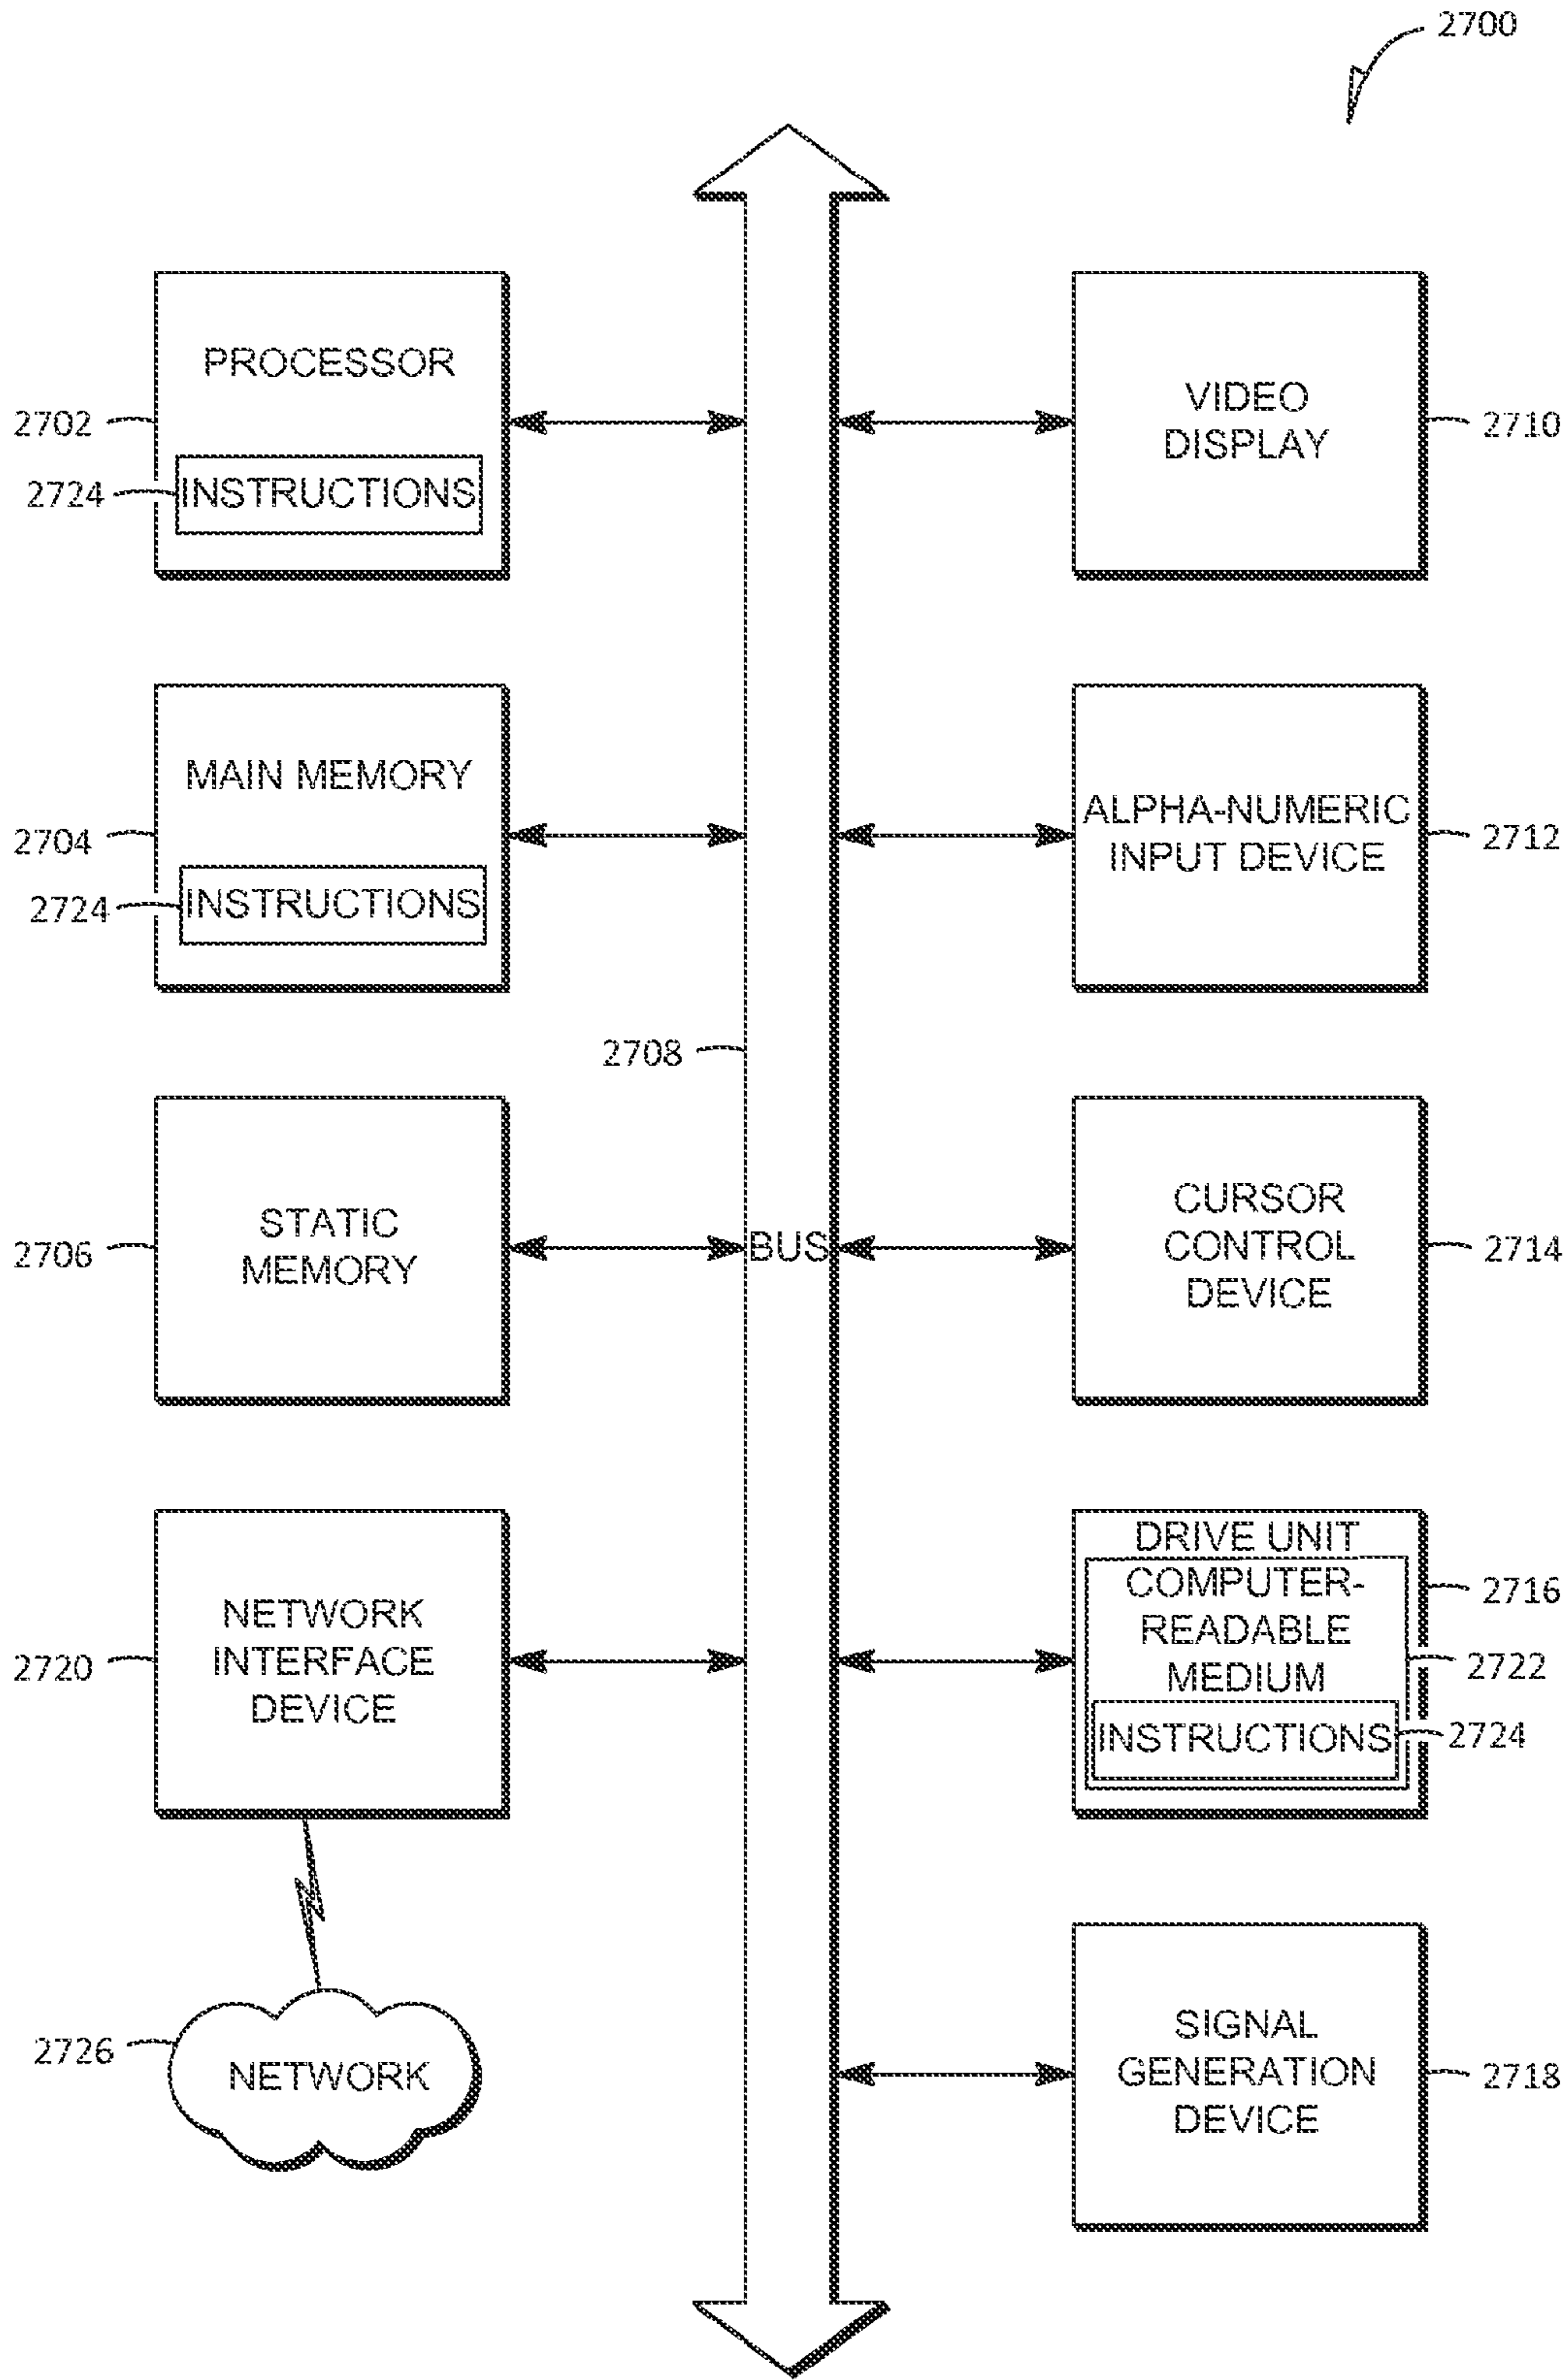 2700
PROCESSOR
2702
2724
INSTRUCTIONS
VIDEO
DISPLAY
2710
MAIN MEMORY
2704
2724
INSTRUCTIONS
ALPHA-NUMERIC
INPUT DEVICE
2712
2708
STATIC
MEMORY
2706
BUS
CURSOR
CONTROL
DEVICE
2714
NETWORK
INTERFACE
DEVICE
2720
DRIVE UNIT
COMPUTER-
READABLE
MEDIUM
INSTRUCTIONS
2716
2722
2724
2726
NETWORK
SIGNAL
GENERATION
DEVICE
2718